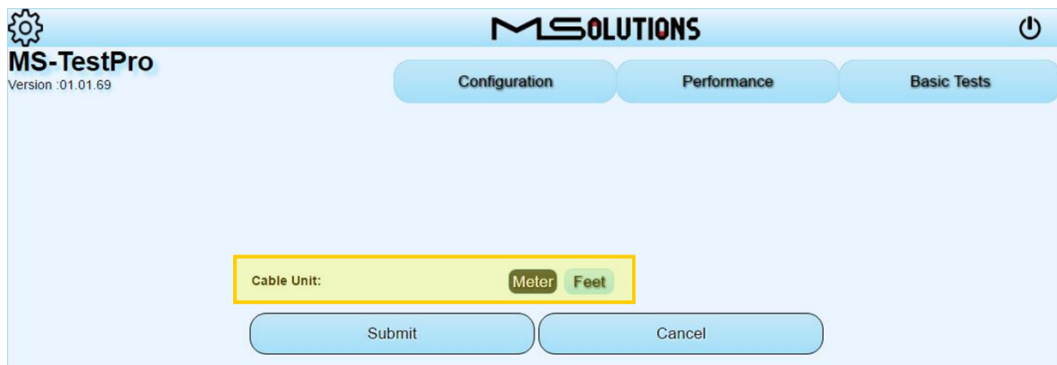 MSOLUTIONS
MS-TestPro
Version :01.01.69
Configuration Performance Basic Tests
Cable Unit: Meter Feet
Submit Cancel